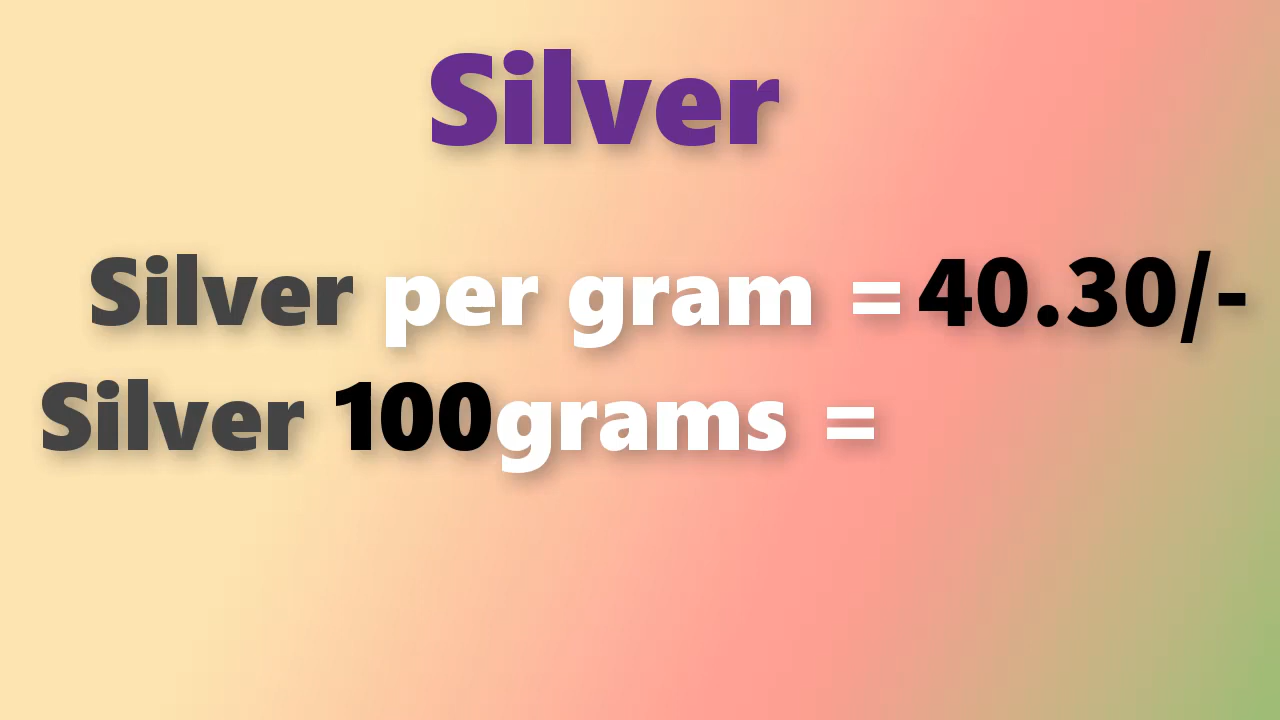 Silver
Silver per gram = 40.30/-
Silver 100grams =